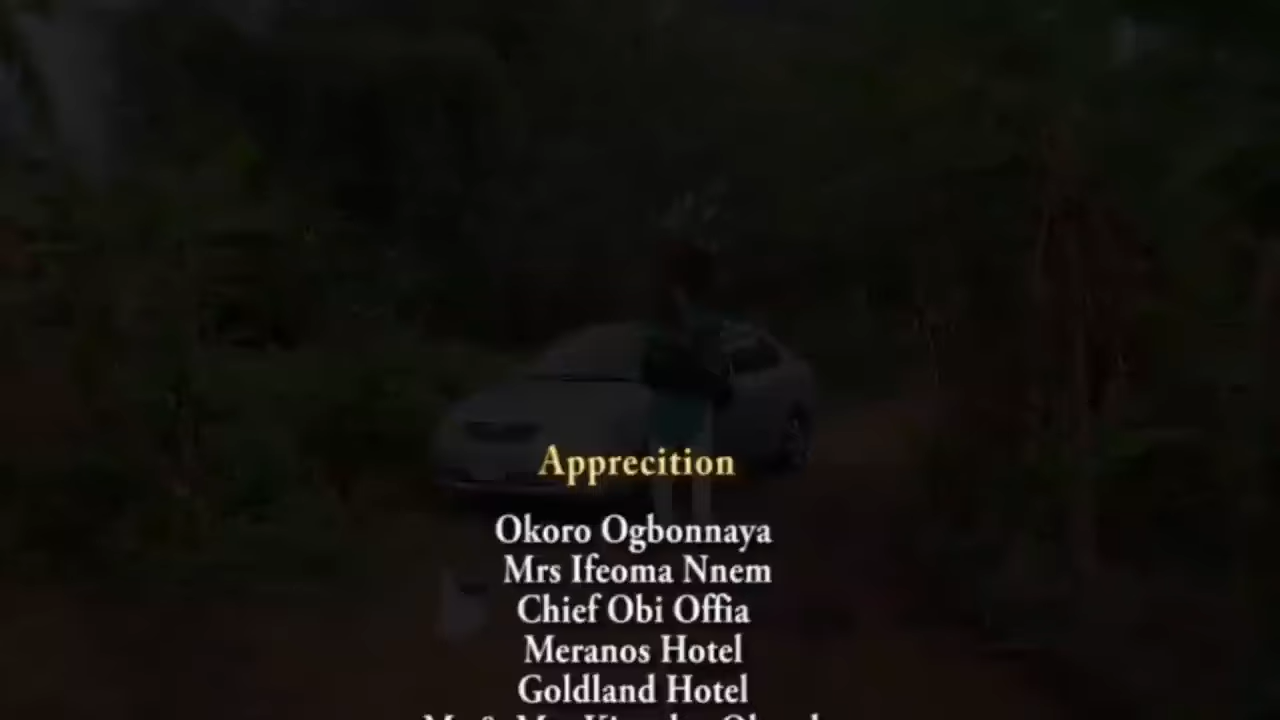 Apprecition
Okoro Ogbonnaya
Mrs Ifeoma Nnem
Chief Obi Offia
Meranos Hotel
Goldland Hotel